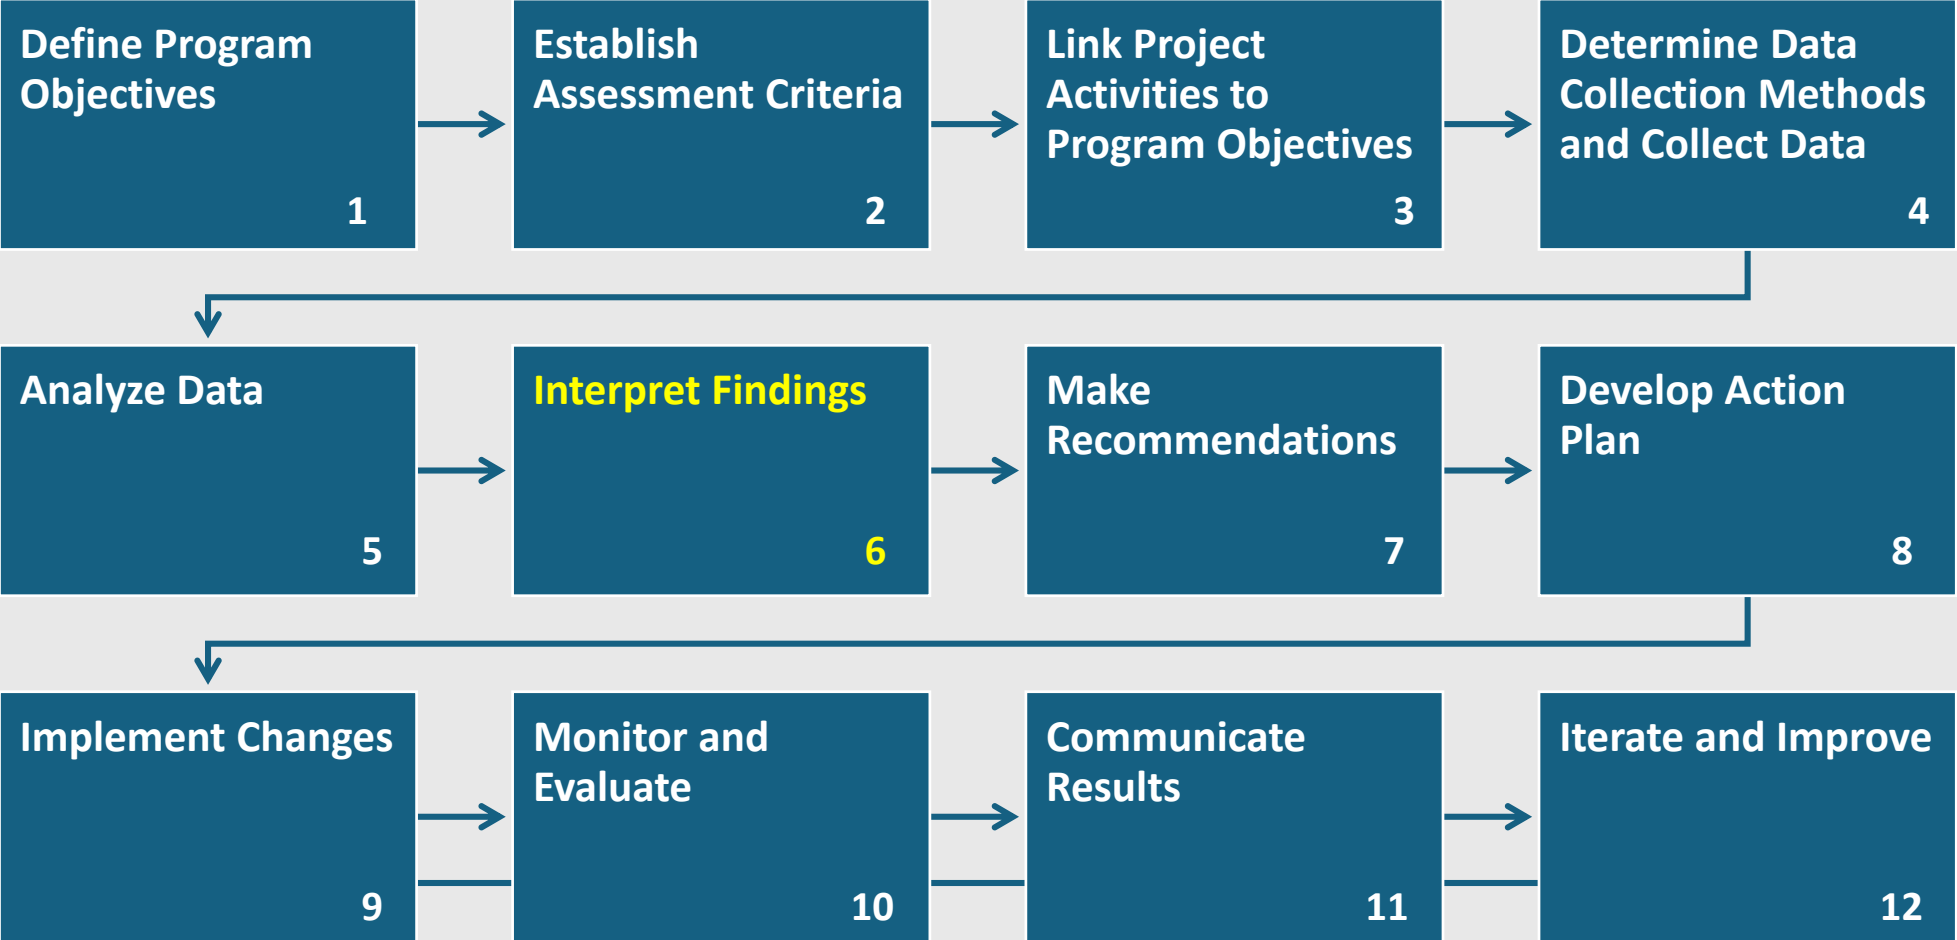 Define Program
Objectives
1
Establish
Assessment Criteria
2
Link Project
Activities to
Program Objectives
3
Determine Data
Collection Methods
and Collect Data
4
Analyze Data
5
Interpret Findings
6
Make
Recommendations
7
Develop Action
Plan
8
Implement Changes
9
Monitor and
Evaluate
10
Communicate
Results
11
Iterate and Improve
12